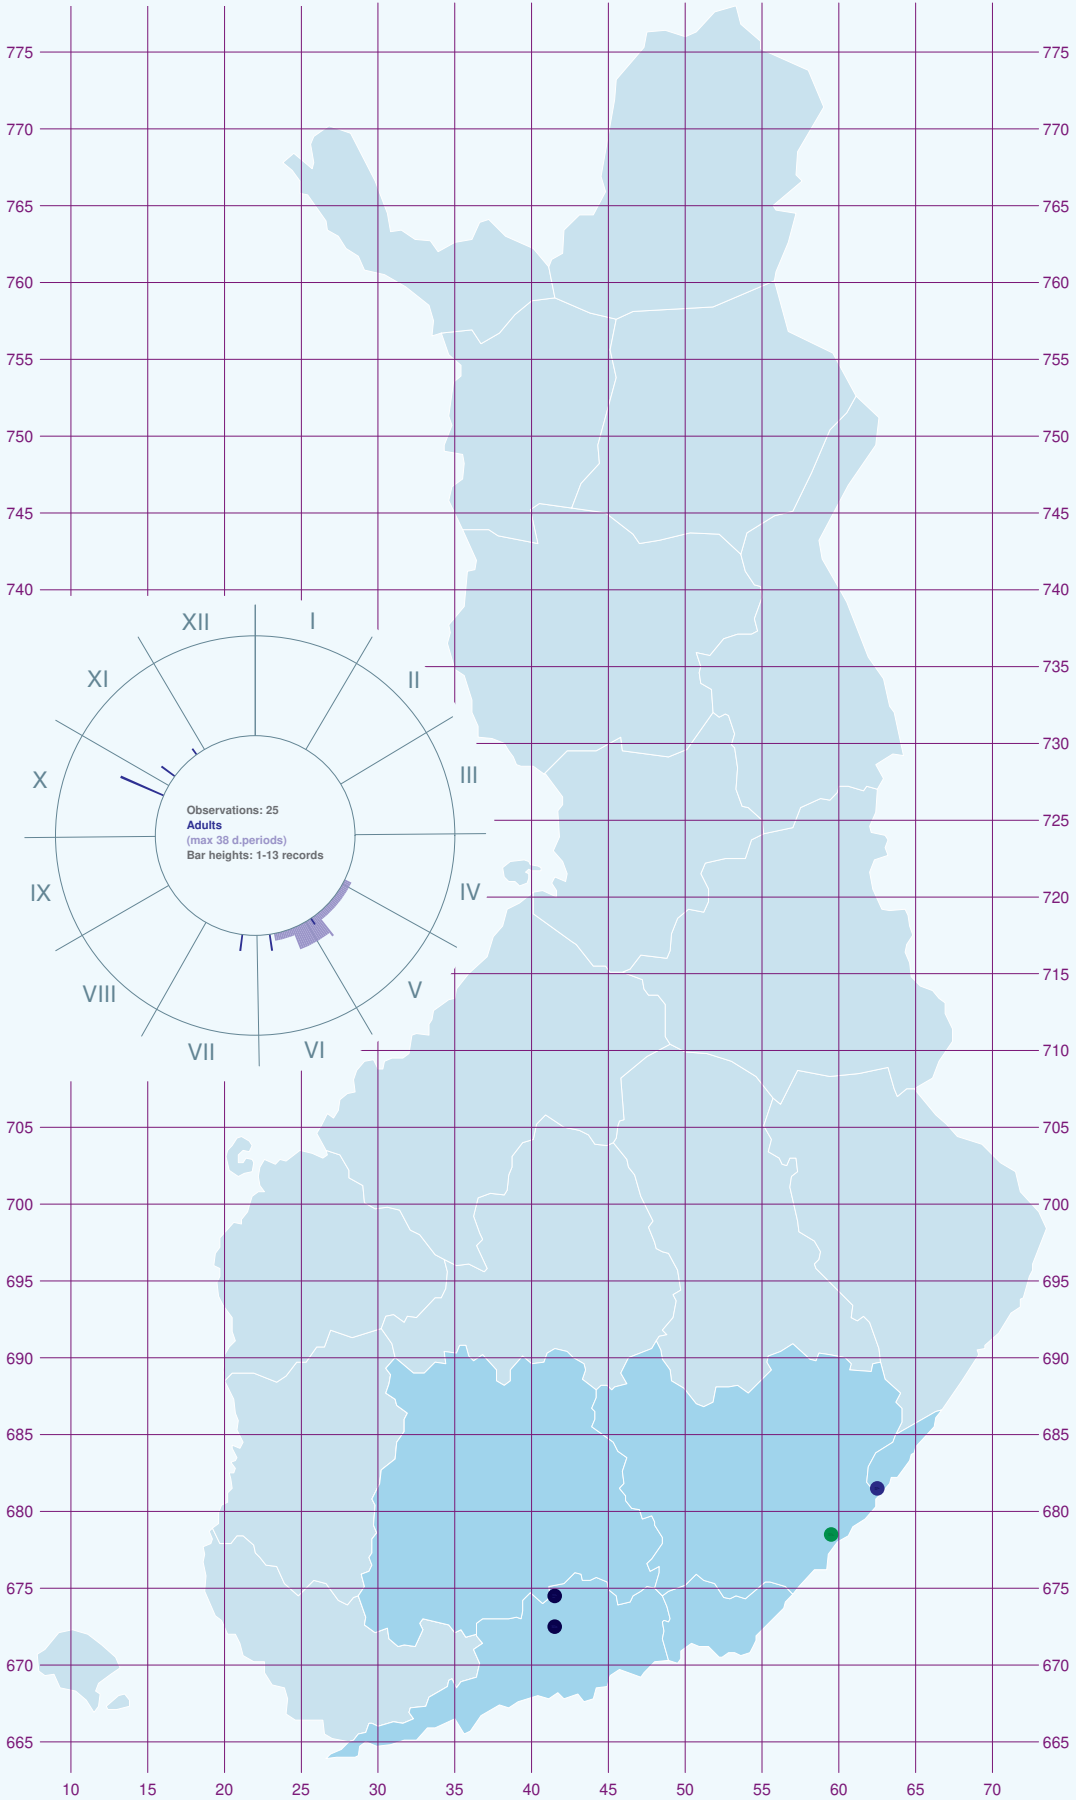 775 775
770 770
765 765
760 760
755 755
750 750
745 745
740 740
XII I
735
XI II
730
X III
Observations: 25
725
Adults
(max 38 d.periods)
Bar heights: 1-13 records
IX IV
720
715
VIII V
VII VI
710
705 705
700 700
695 695
690 690
685 685
680 680
675 675
670 670
665 665
10 15 20 25 30 35 40 45 50 55 60 65 70